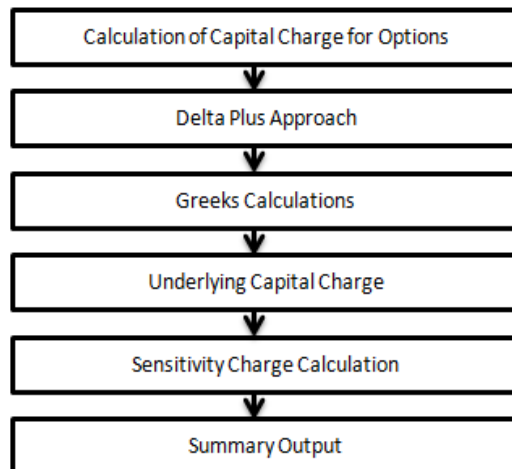 Calculation of Capital Charge for Options
Delta Plus Approach
Greeks Calculations
Underlying Capital Charge
Sensitivity Charge Calculation
Summary Output